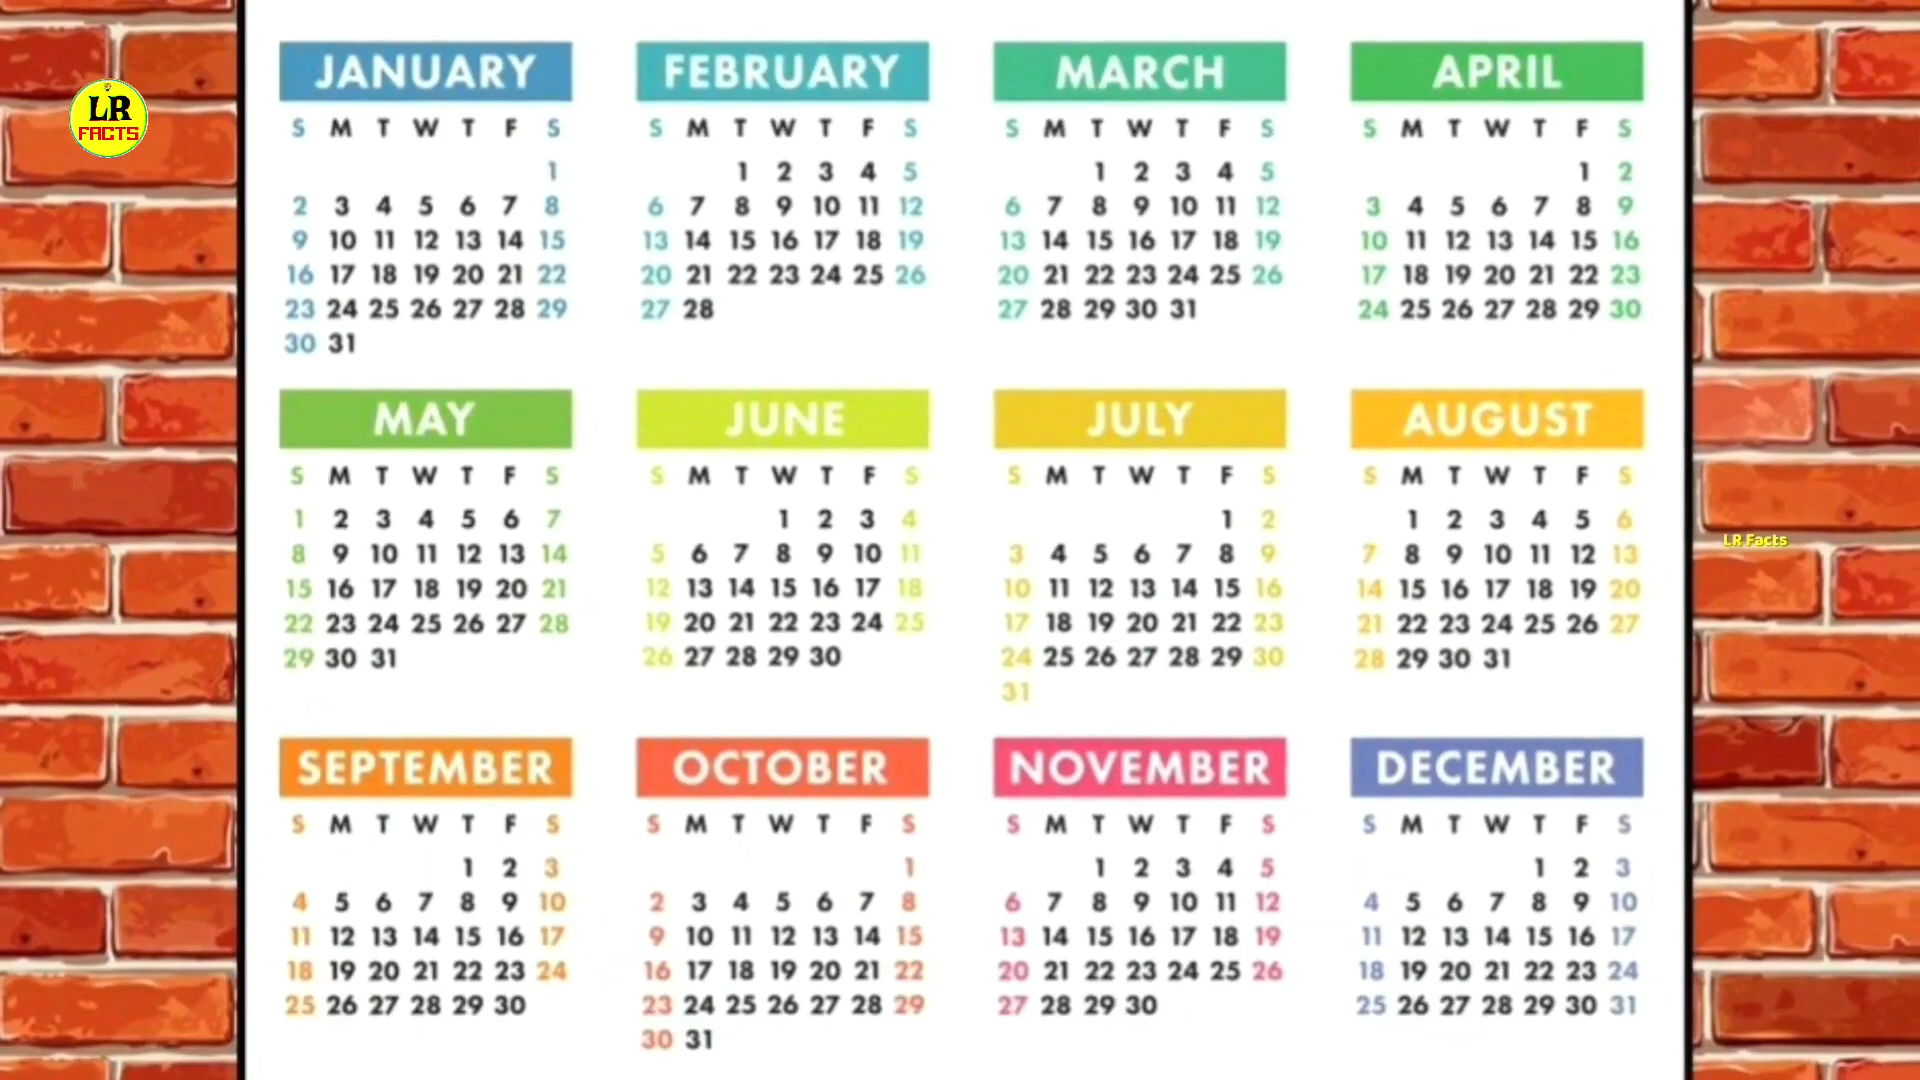 LR
FACTS
JANUARY
S M T W T F S
1
2 3 4 5 6 7 8
9 10 11 12 13 14 15
16 17 18 19 20 21 22
23 24 25 26 27 28 29
30 31
FEBRUARY
S M T W T F S
1 2 3 4 5
6 7 8 9 10 11 12
13 14 15 16 17 18 19
20 21 22 23 24 25 26
27 28
MARCH
S M T W T F S
1 2 3 4 5
6 7 8 9 10 11 12
13 14 15 16 17 18 19
20 21 22 23 24 25 26
27 28 29 30 31
APRIL
S M T W T F S
1 2
3 4 5 6 7 8 9
10 11 12 13 14 15 16
17 18 19 20 21 22 23
24 25 26 27 28 29 30
MAY
S M T W T F S
1 2 3 4 5 6 7
8 9 10 11 12 13 14
15 16 17 18 19 20 21
22 23 24 25 26 27 28
29 30 31
JUNE
S M T W T F S
1 2 3 4
5 6 7 8 9 10 11
12 13 14 15 16 17 18
19 20 21 22 23 24 25
26 27 28 29 30
JULY
S M T W T F S
1 2
3 4 5 6 7 8 9
10 11 12 13 14 15 16
17 18 19 20 21 22 23
24 25 26 27 28 29 30
31
AUGUST
S M T W T F S
1 2 3 4 5 6
7 8 9 10 11 12 13
14 15 16 17 18 19 20
21 22 23 24 25 26 27
28 29 30 31
LR Facts
SEPTEMBER
S M T W T F S
1 2 3
4 5 6 7 8 9 10
11 12 13 14 15 16 17
18 19 20 21 22 23 24
25 26 27 28 29 30
OCTOBER
S M T W T F S
1
2 3 4 5 6 7 8
9 10 11 12 13 14 15
16 17 18 19 20 21 22
23 24 25 26 27 28 29
30 31
NOVEMBER
S M T W T F S
1 2 3 4 5
6 7 8 9 10 11 12
13 14 15 16 17 18 19
20 21 22 23 24 25 26
27 28 29 30
DECEMBER
S M T W T F S
1 2 3
4 5 6 7 8 9 10
11 12 13 14 15 16 17
18 19 20 21 22 23 24
25 26 27 28 29 30 31